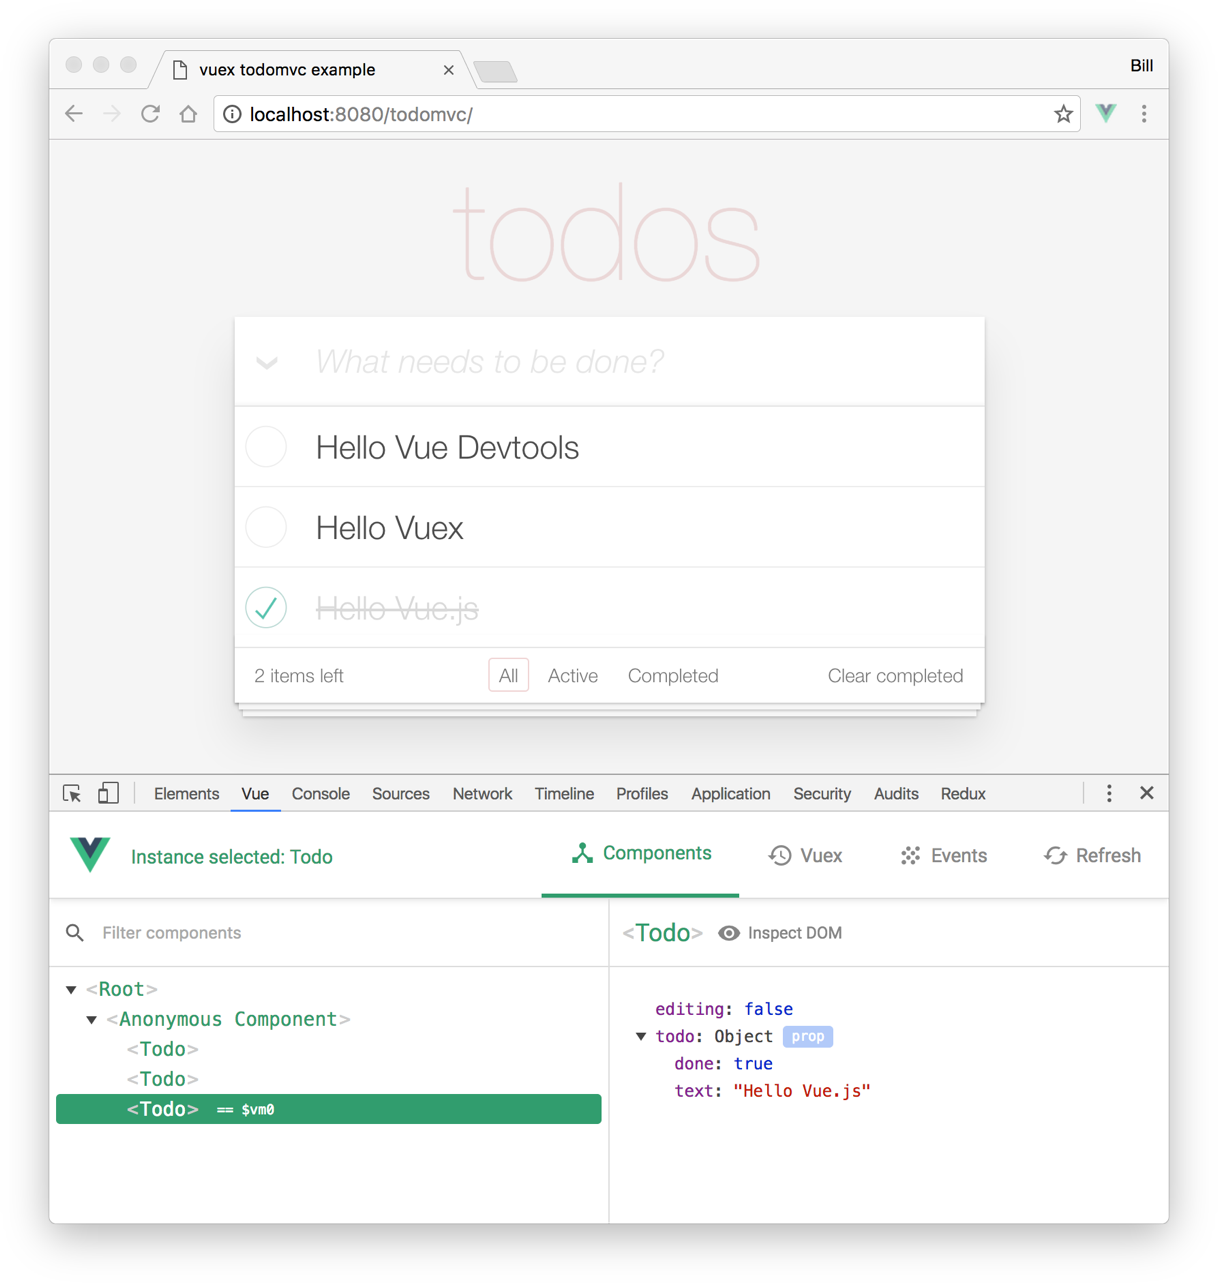 vuex todomvc example
Bill
localhost:8080/todomvc/
todos
What needs to be done?
Hello Vue Devtools
Hello Vuex
Hello Vue.js
2 items left All Active Completed Clear completed
Elements Vue Console Sources Network Timeline Profiles Application Security Audits Redux
Instance selected: Todo Components Vuex Events Refresh
Filter components
<Todo> Inspect DOM
<Root>
<Anonymous Component>
<Todo>
<Todo>
<Todo> == $vm0
editing: false
todo: Object prop
done: true
text: "Hello Vue.js"